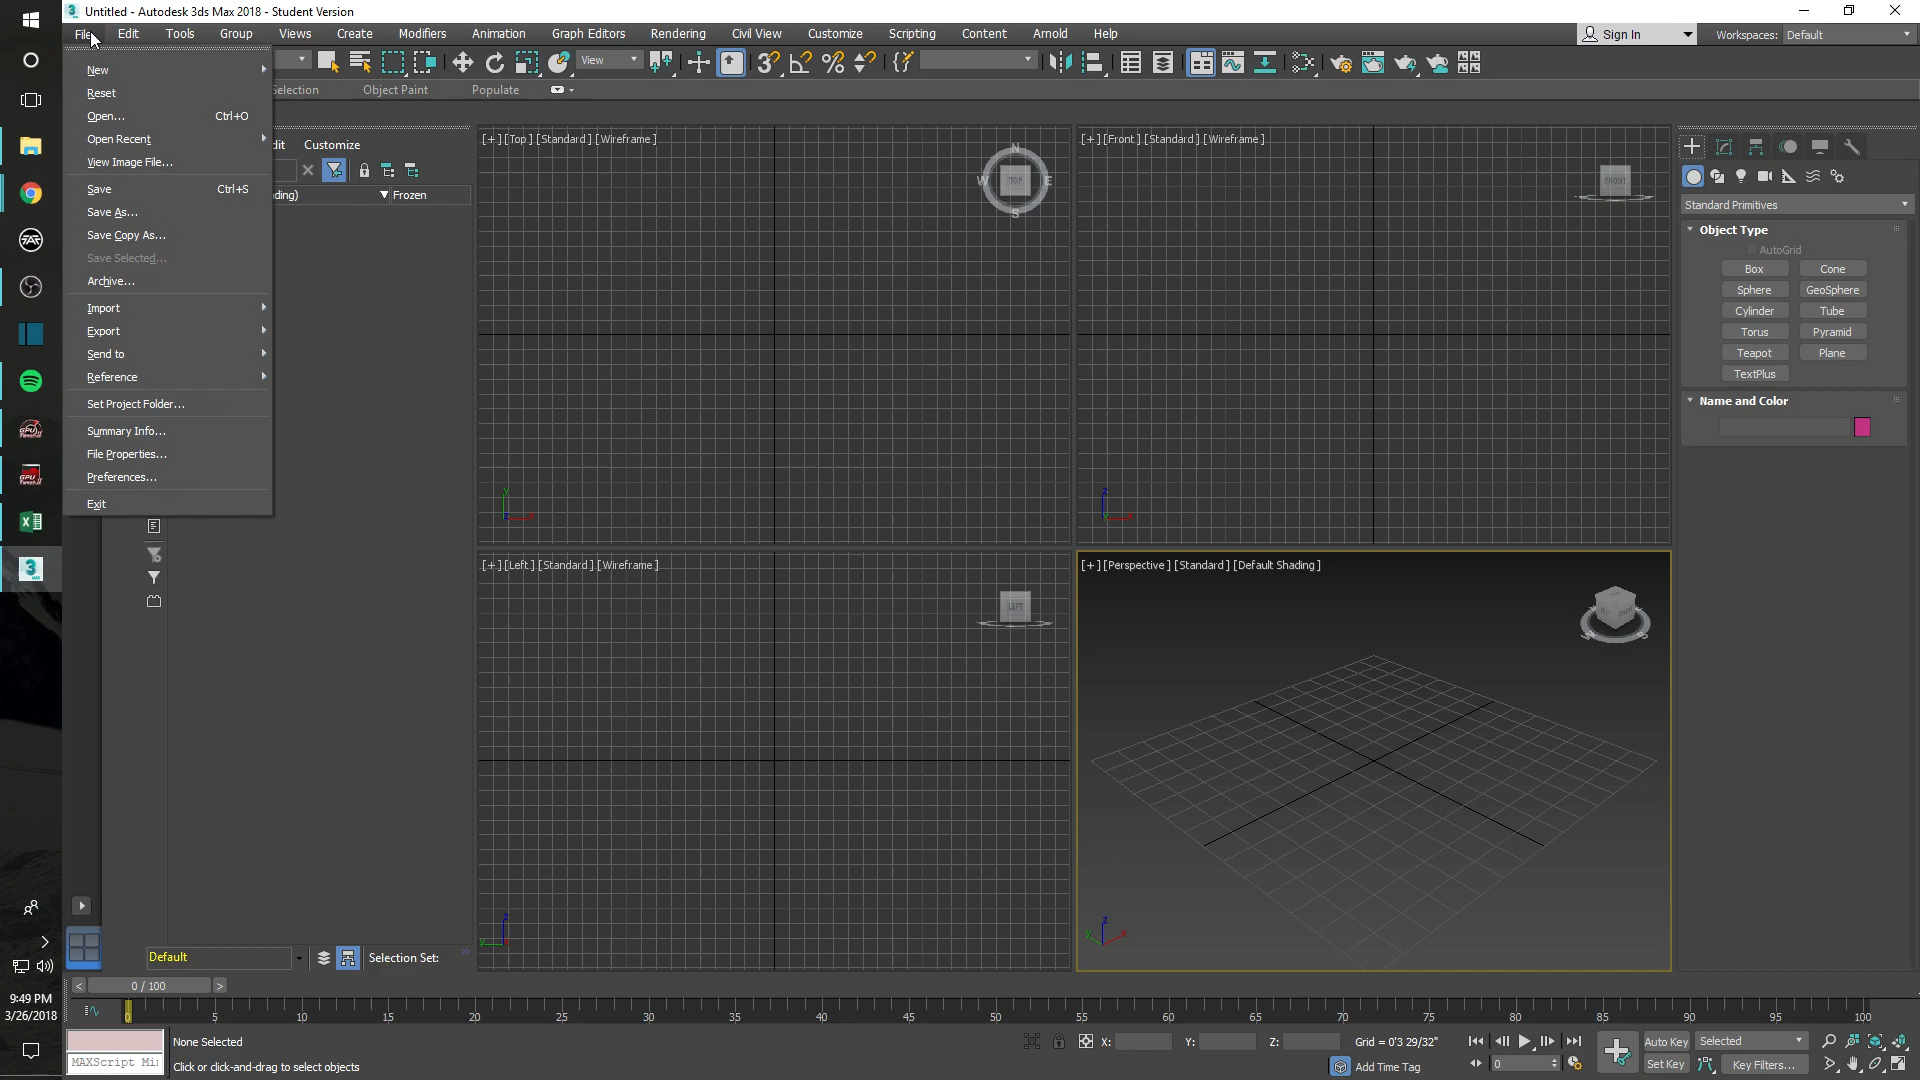 Untitled - Autodesk 3ds Max 2018 - Student Version
File Edit Tools Group Views Create Modifiers Animation Graph Editors Rendering Civil View Customize Scripting Content Arnold Help
Sign In
Workspaces: Default
View
Selection Object Paint Populate
New
Reset
Open... Ctrl+O
Open Recent
View Image File...
Save Ctrl+S
Save As...
Save Copy As...
Save Selected...
Archive...
Import
Export
Send to
Reference
Set Project Folder...
Summary Info...
File Properties...
Preferences...
Exit
dit Customize
ding) Frozen
[+] [Top] [Standard] [Wireframe]
N
W TOP E
S
[+] [Front] [Standard] [Wireframe]
FRONT
y
z x
z
y x
[+] [Left] [Standard] [Wireframe]
LEFT
z
y
[+] [Perspective] [Standard] [Default Shading]
z
y x
Standard Primitives
Object Type
AutoGrid
Box Cone
Sphere GeoSphere
Cylinder Tube
Torus Pyramid
Teapot Plane
TextPlus
Name and Color
Default
Selection Set:
< 0 / 100 >
0 5 10 15 20 25 30 35 40 45 50 55 60 65 70 75 80 85 90 95 100
9:49 PM
3/26/2018
None Selected
X: Y: Z: Grid = 0'3 29/32"
Auto Key Selected
MAXScript Mi
Click or click-and-drag to select objects
Add Time Tag
0
Set Key Key Filters...